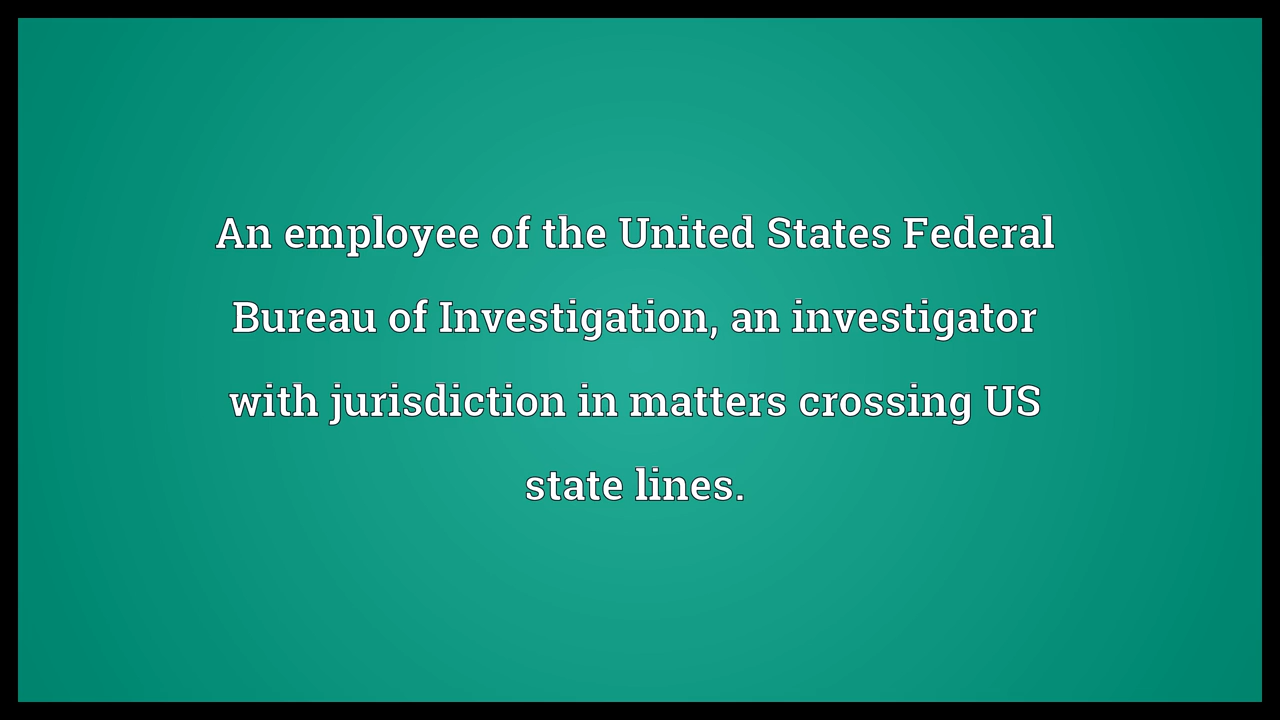 An employee of the United States Federal
Bureau of Investigation, an investigator
with jurisdiction in matters crossing US
state lines.